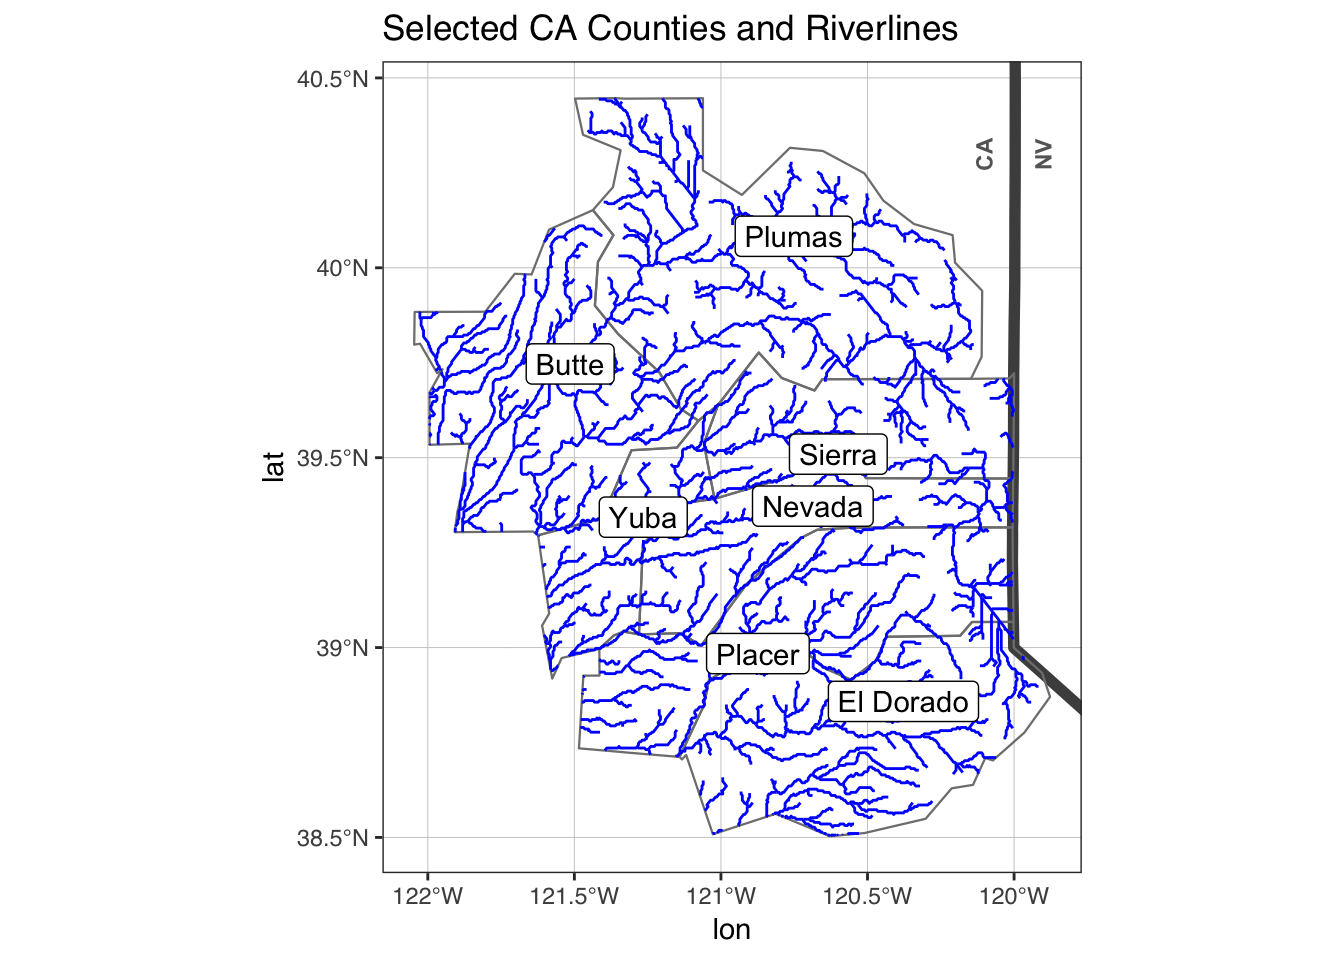 Selected CA Counties and Riverlines
40.5°N
40°N
39.5°N
39°N
38.5°N
lat
CA
NV
Plumas
Butte
Sierra
Nevada
Yuba
Placer
El Dorado
122°W
121.5°W
121°W
120.5°W
120°W
lon